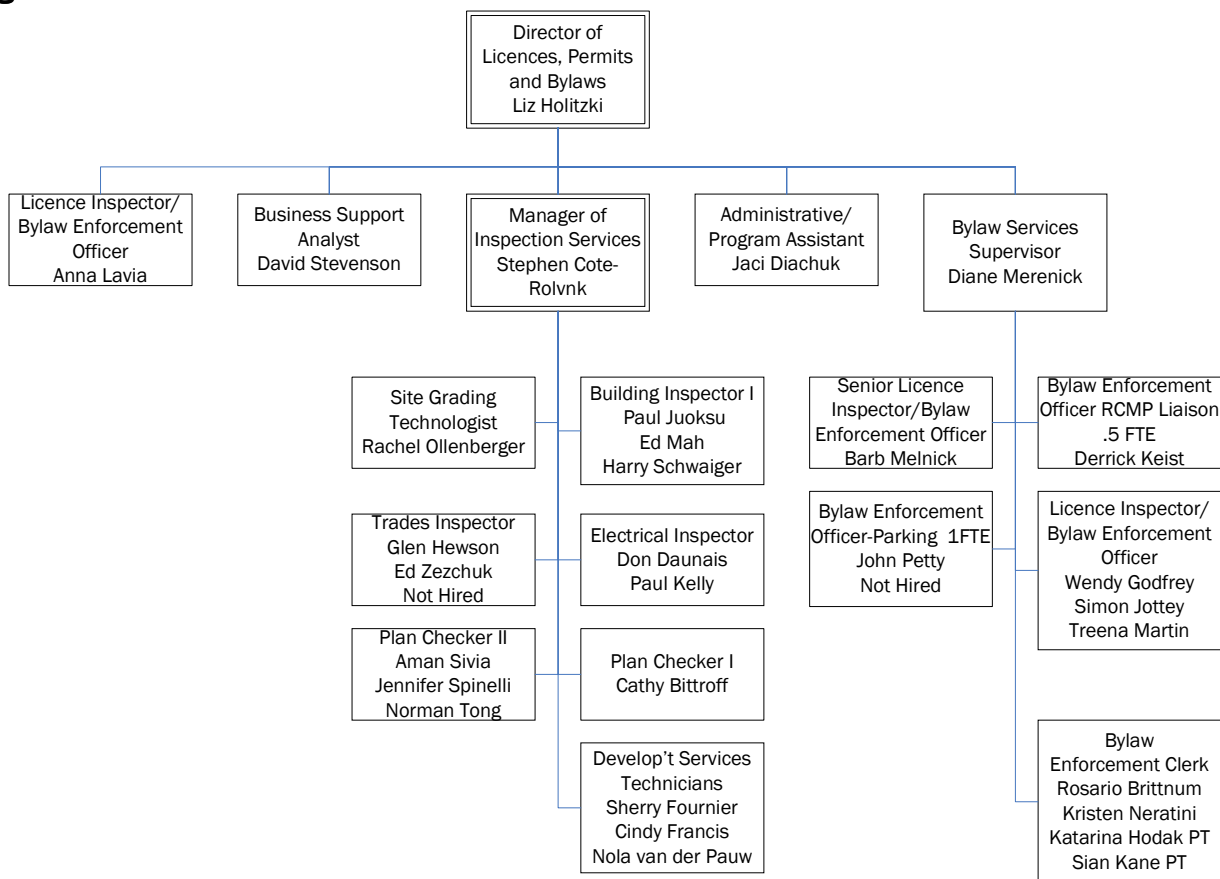 Director of
Licences, Permits
and Bylaws
Liz Holitzki
Licence Inspector/
Bylaw Enforcement
Officer
Anna Lavia
Business Support
Analyst
David Stevenson
Manager of
Inspection Services
Stephen Cote-
Rolvnk
Administrative/
Program Assistant
Jaci Diachuk
Bylaw Services
Supervisor
Diane Merenick
Site Grading
Technologist
Rachel Ollenberger
Building Inspector I
Paul Juoksu
Ed Mah
Harry Schwaiger
Senior Licence
Inspector/Bylaw
Enforcement Officer
Barb Melnick
Bylaw Enforcement
Officer RCMP Liaison
.5 FTE
Derrick Keist
Trades Inspector
Glen Hewson
Ed Zezchuk
Not Hired
Electrical Inspector
Don Daunais
Paul Kelly
Bylaw Enforcement
Officer-Parking 1FTE
John Petty
Not Hired
Licence Inspector/
Bylaw Enforcement
Officer
Wendy Godfrey
Simon Jottey
Treena Martin
Plan Checker II
Aman Sivia
Jennifer Spinelli
Norman Tong
Plan Checker I
Cathy Bittroff
Develop’t Services
Technicians
Sherry Fournier
Cindy Francis
Nola van der Pauw
Bylaw
Enforcement Clerk
Rosario Brittnum
Kristen Neratini
Katarina Hodak PT
Sian Kane PT